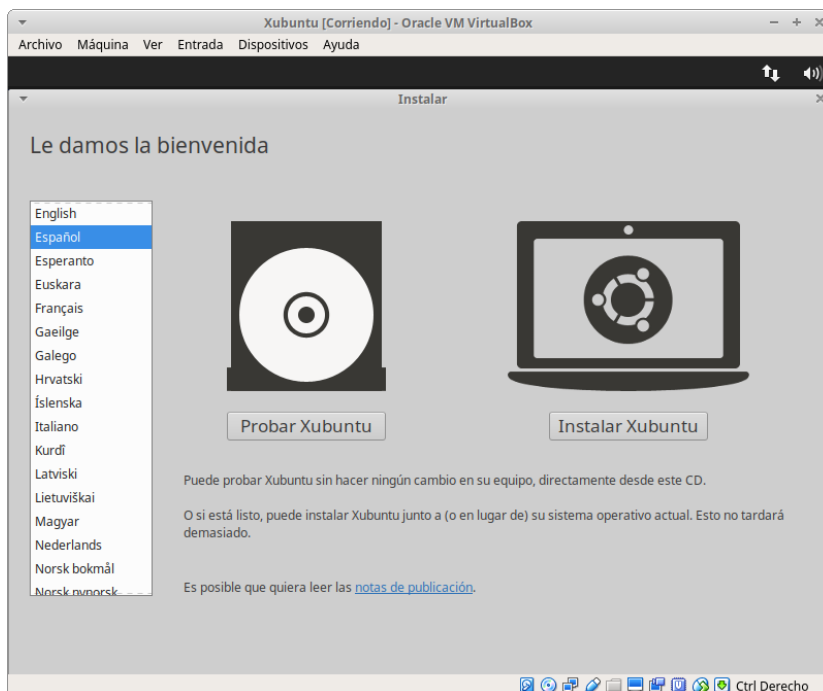 Xubuntu [Corriendo] - Oracle VM VirtualBox
Archivo Máquina Ver Entrada Dispositivos Ayuda
Instalar
Le damos la bienvenida
English
Español
Esperanto
Euskara
Français
Gaeilge
Galego
Hrvatski
Íslenska
Italiano
Kurdî
Latviski
Lietuviškai
Magyar
Nederlands
Norsk bokmål
Norsk nynorsk
Probar Xubuntu
Instalar Xubuntu
Puede probar Xubuntu sin hacer ningún cambio en su equipo, directamente desde este CD.
O si está listo, puede instalar Xubuntu junto a (o en lugar de) su sistema operativo actual. Esto no tardará
demasiado.
Es posible que quiera leer las notas de publicación.
Ctrl Derecho